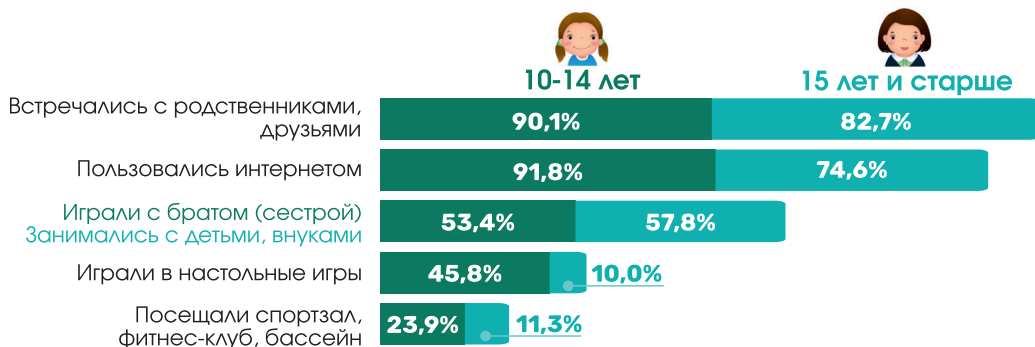 10-14 лет
15 лет и старше
Встречались с родственниками,
друзьями
90,1%
82,7%
Пользовались интернетом
91,8%
74,6%
Играли с братом (сестрой)
Занимались с детьми, внуками
53,4%
57,8%
Играли в настольные игры
45,8%
10,0%
Посещали спортзал,
фитнес-клуб, бассейн
23,9%
11,3%